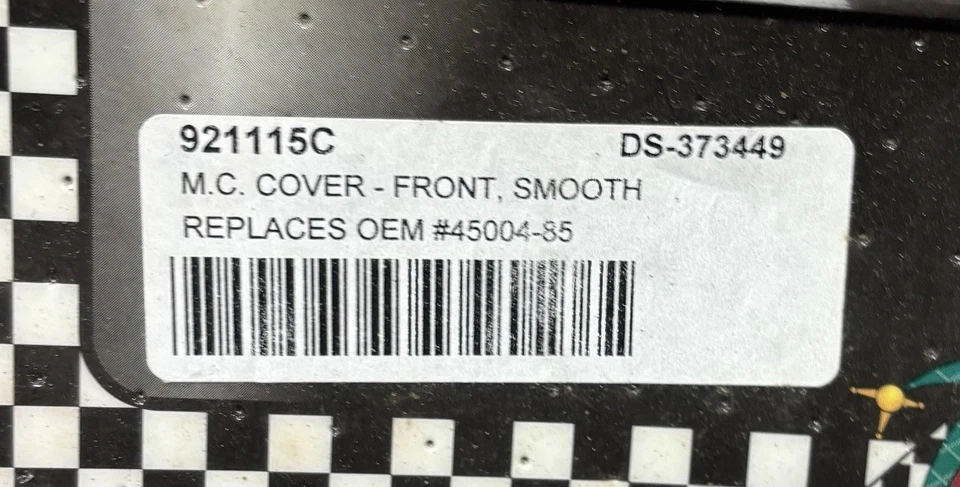 921115C DS-373449
M.C. COVER - FRONT, SMOOTH
REPLACES OEM #45004-85